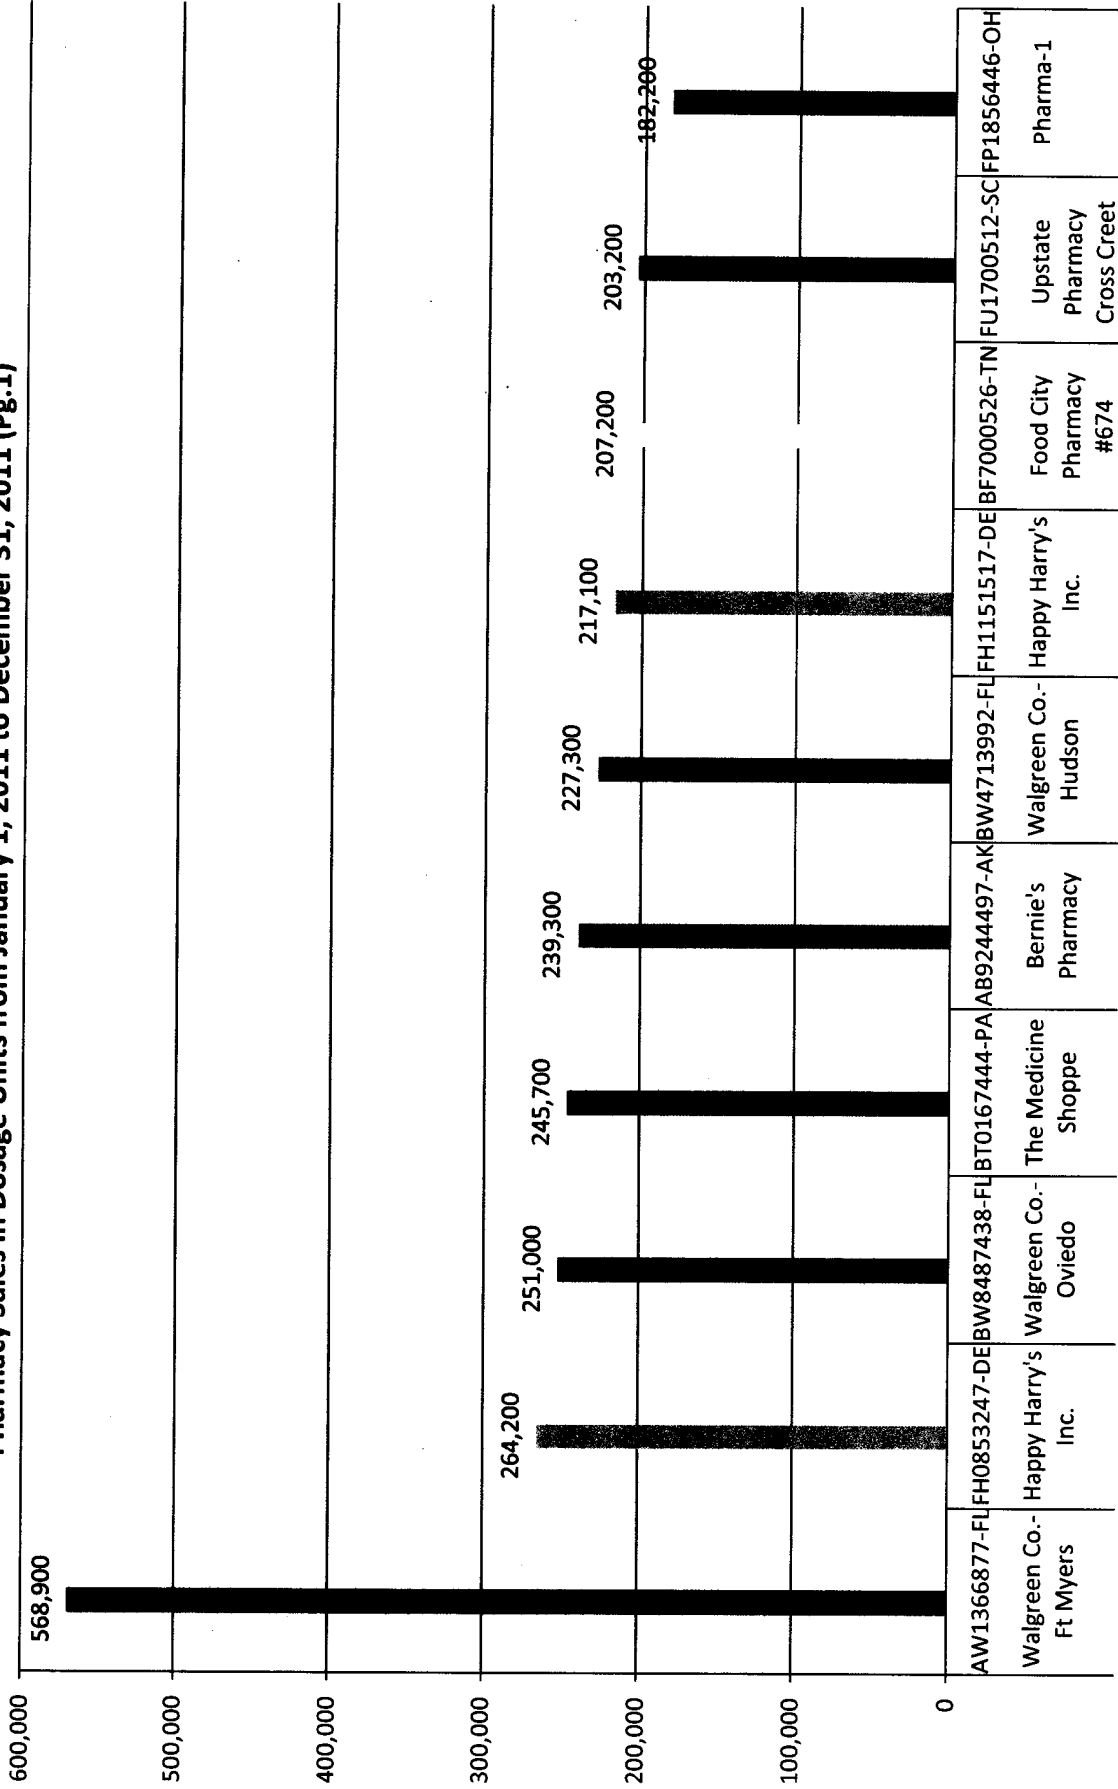 Pharmacy Sales in Dosage Units from January 1, 2011 to December 31, 2011 (Pg.1)
600,000
500,000
400,000
300,000
200,000
100,000
0
568,900
264,200
251,000
245,700
239,300
227,300
217,100
207,200
203,200
182,200
AW1366877-FL
Walgreen Co.-
Ft Myers
FH0853247-DE
Happy Harry's
Inc.
BW8487438-FL
Walgreen Co.-
Oviedo
BT0167444-PA
The Medicine
Shoppe
AB9244497-AK
Bernie's
Pharmacy
BW4713992-FL
Walgreen Co.-
Hudson
FH1151517-DE
Happy Harry's
Inc.
BF7000526-TN
Food City
Pharmacy
#674
FU1700512-SC
Upstate
Pharmacy
Cross Creet
FP1856446-OH
Pharma-1